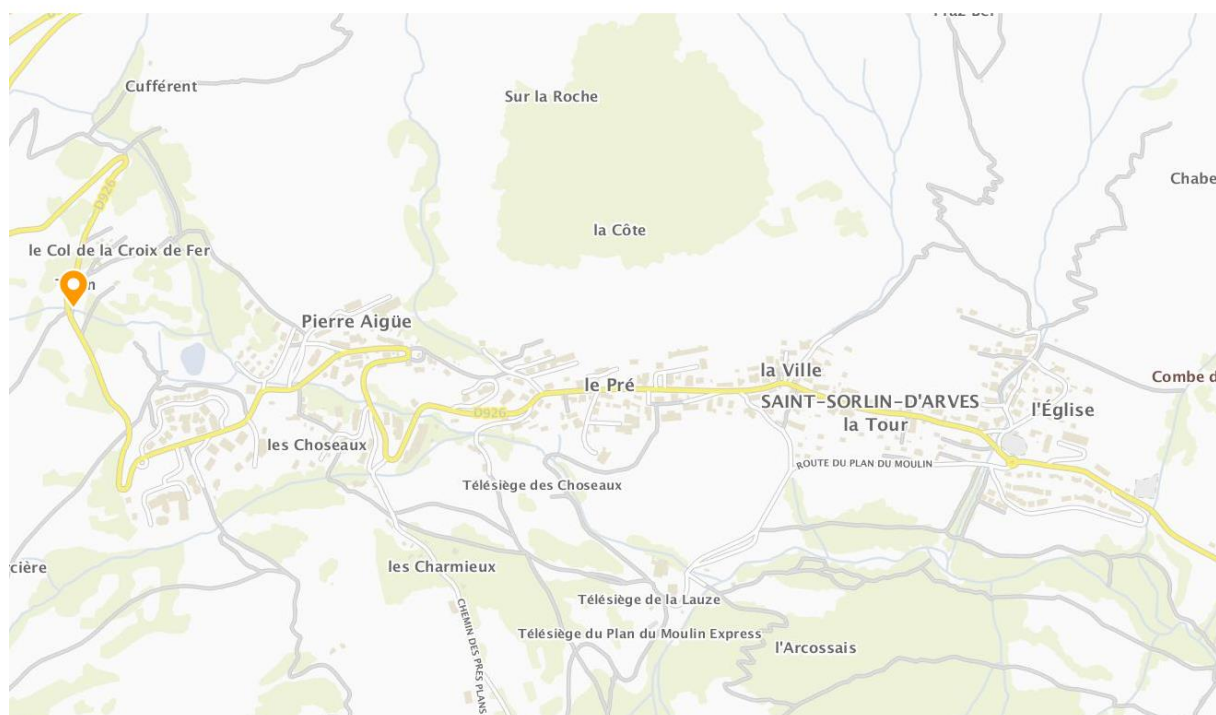 Cufférent
Sur la Roche
Chabe
D926
la Côte
le Col de la Croix de Fer
Pierre Aigüe
la Ville
le Pré
Combe d
SAINT-SORLIN-D'ARVES
l'Église
D926
la Tour
les Choseaux
ROUTE DU PLAN DU MOULIN
Télésiège des Choseaux
rcière
les Charmieux
Télésiège de la Lauze
Télésiège du Plan du Moulin Express
l'Arcossais
CHEMIN DES PRÉS PLANS